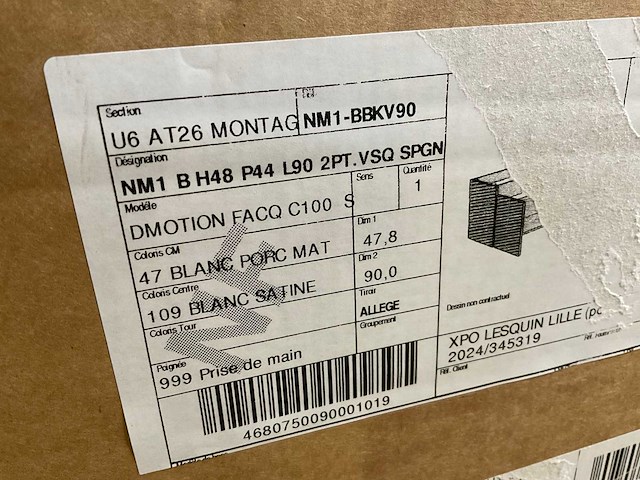 Section
U6 AT26 MONTAG NM1-BBKV90
Désignation
NM1 B H48 P44 L90 2PT.VSQ SPGN
Modèle
DMOTION FACQ C100 S
Sens
Quantité
1
Coloris CM
47 BLANC PORC MAT
Dim 1
47,8
Coloris Centre
109 BLANC SATINE
Dim 2
90,0
Coloris Tour
Tiroir
ALLEGE
Groupement
Poignée
999 Prise de main
4680750090001019
Dessin non contractuel
XPO LESQUIN LILLE (po
2024/345319
Réf. Client